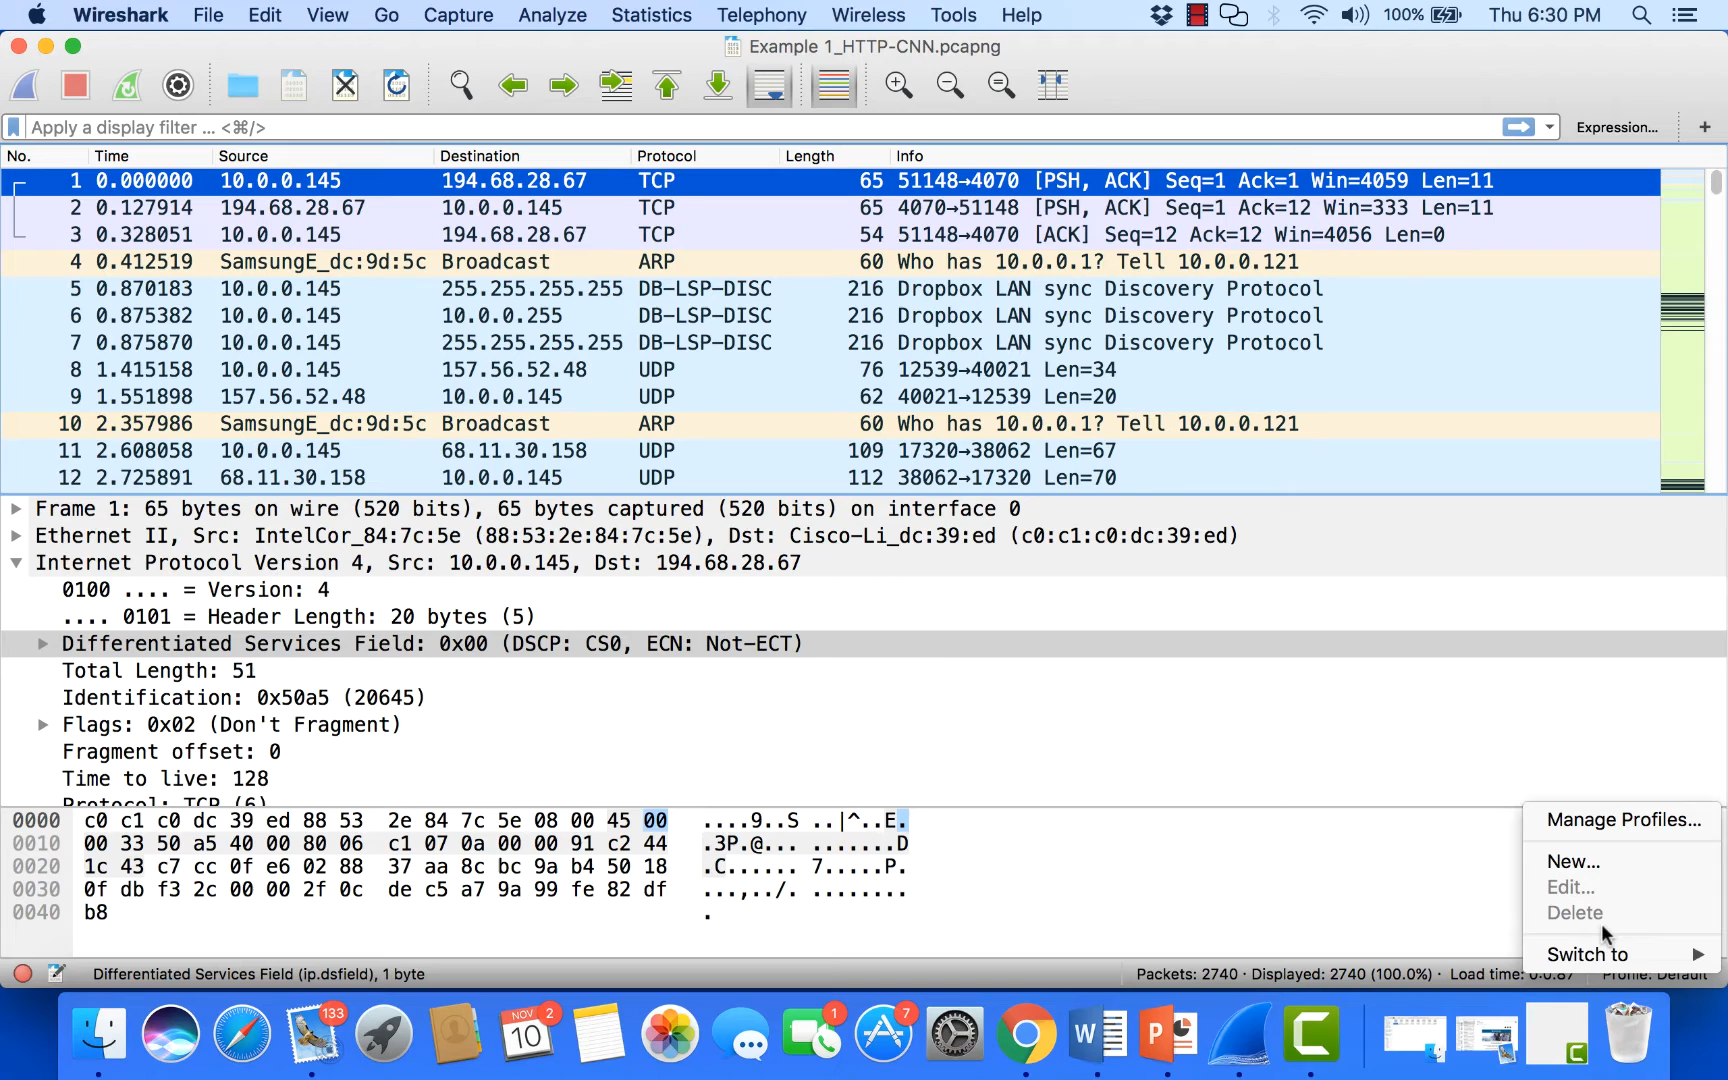 Wireshark File Edit View Go Capture Analyze Statistics Telephony Wireless Tools Help 100% Thu 6:30 PM
Example 1_HTTP-CNN.pcapng
Apply a display filter ... <⌘/> Expression... +
No. Time Source Destination Protocol Length Info
1 0.000000 10.0.0.145 194.68.28.67 TCP 65 51148→4070 [PSH, ACK] Seq=1 Ack=1 Win=4059 Len=11
2 0.127914 194.68.28.67 10.0.0.145 TCP 65 4070→51148 [PSH, ACK] Seq=1 Ack=12 Win=333 Len=11
3 0.328051 10.0.0.145 194.68.28.67 TCP 54 51148→4070 [ACK] Seq=12 Ack=12 Win=4056 Len=0
4 0.412519 SamsungE_dc:9d:5c Broadcast ARP 60 Who has 10.0.0.1? Tell 10.0.0.121
5 0.870183 10.0.0.145 255.255.255.255 DB-LSP-DISC 216 Dropbox LAN sync Discovery Protocol
6 0.875382 10.0.0.145 10.0.0.255 DB-LSP-DISC 216 Dropbox LAN sync Discovery Protocol
7 0.875870 10.0.0.145 255.255.255.255 DB-LSP-DISC 216 Dropbox LAN sync Discovery Protocol
8 1.415158 10.0.0.145 157.56.52.48 UDP 76 12539→40021 Len=34
9 1.551898 157.56.52.48 10.0.0.145 UDP 62 40021→12539 Len=20
10 2.357986 SamsungE_dc:9d:5c Broadcast ARP 60 Who has 10.0.0.1? Tell 10.0.0.121
11 2.608058 10.0.0.145 68.11.30.158 UDP 109 17320→38062 Len=67
12 2.725891 68.11.30.158 10.0.0.145 UDP 112 38062→17320 Len=70
Frame 1: 65 bytes on wire (520 bits), 65 bytes captured (520 bits) on interface 0
Ethernet II, Src: IntelCor_84:7c:5e (88:53:2e:84:7c:5e), Dst: Cisco-Li_dc:39:ed (c0:c1:c0:dc:39:ed)
Internet Protocol Version 4, Src: 10.0.0.145, Dst: 194.68.28.67
0100 .... = Version: 4
.... 0101 = Header Length: 20 bytes (5)
Differentiated Services Field: 0x00 (DSCP: CS0, ECN: Not-ECT)
Total Length: 51
Identification: 0x50a5 (20645)
Flags: 0x02 (Don't Fragment)
Fragment offset: 0
Time to live: 128
Protocol: TCP (6)
0000 c0 c1 c0 dc 39 ed 88 53 2e 84 7c 5e 08 00 45 00 ....9..S ..|^..E.
0010 00 33 50 a5 40 00 80 06 c1 07 0a 00 00 91 c2 44 .3P.@... .......D
0020 1c 43 c7 cc 0f e6 02 88 37 aa 8c bc 9a b4 50 18 .C...... 7.....P.
0030 0f db f3 2c 00 00 2f 0c de c5 a7 9a 99 fe 82 df ...,../. ........
0040 b8 .
Manage Profiles...
New...
Edit...
Delete
Switch to
Differentiated Services Field (ip.dsfield), 1 byte Packets: 2740 · Displayed: 2740 (100.0%) · Load time: 0:0.87 Profile: Default
133 NOV 10 2 1 7 W P C